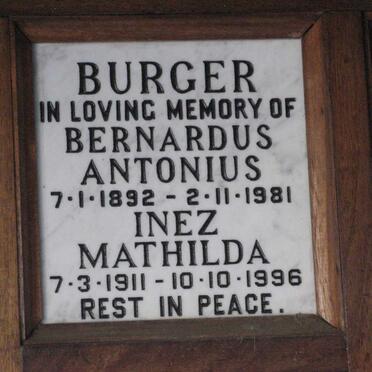 BURGER
IN LOVING MEMORY OF
BERNARDUS
ANTONIUS
7·1·1892 - 2·11·1981
INEZ
MATHILDA
7·3·1911 - 10·10·1996
REST IN PEACE.